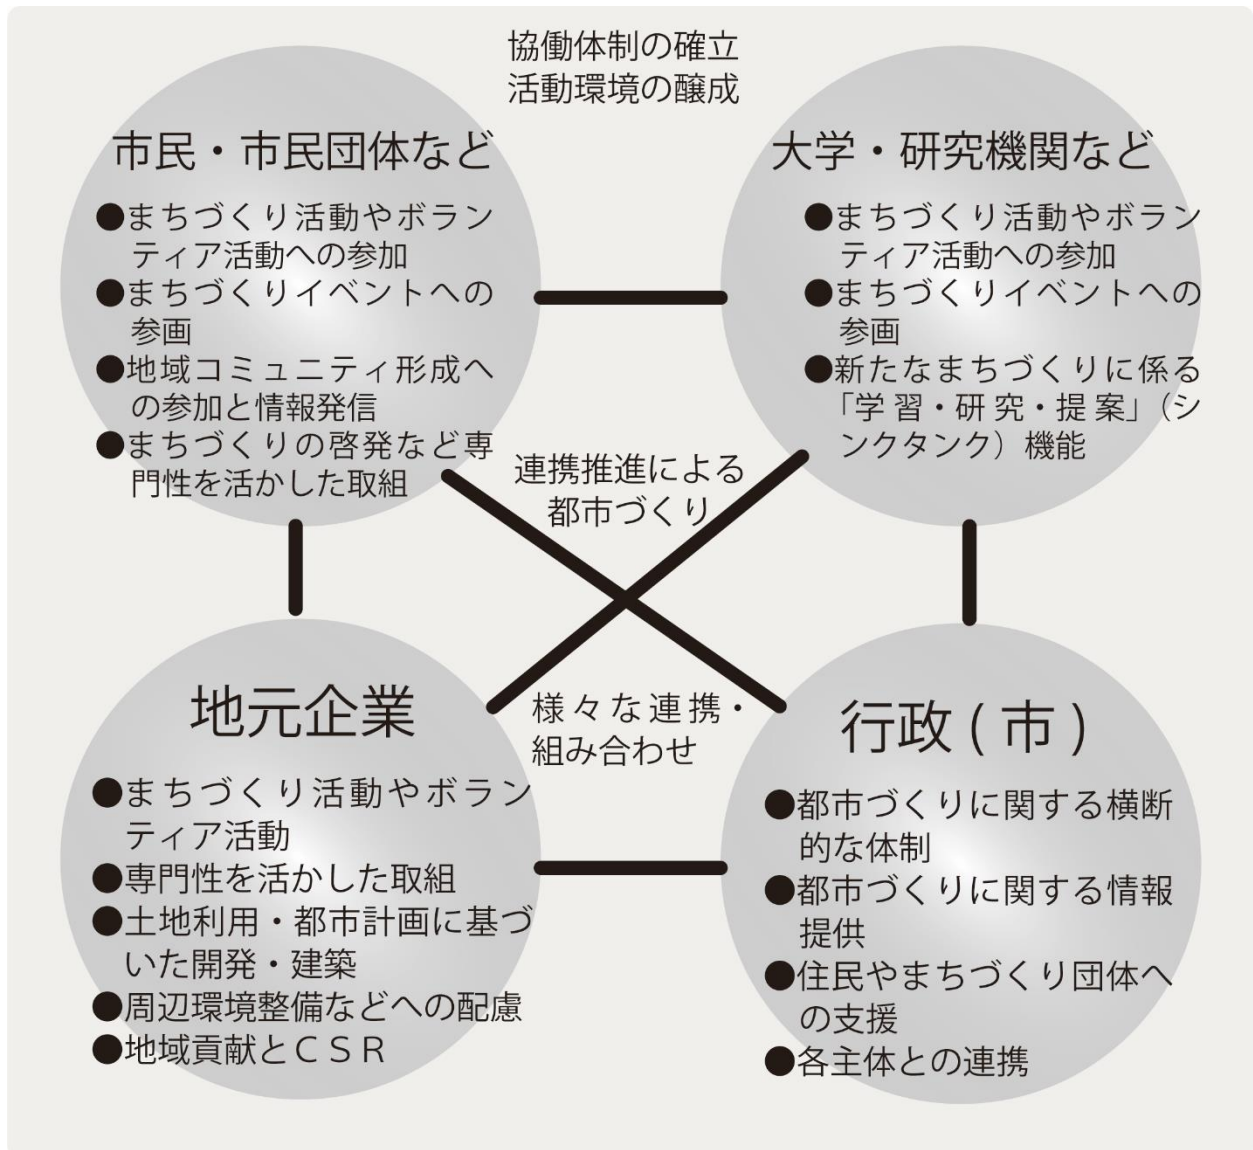 協働体制の確立
活動環境の醸成
市民・市民団体など
●まちづくり活動やボラン
ティア活動への参加
●まちづくりイベントへの
参画
●地域コミュニティ形成へ
の参加と情報発信
●まちづくりの啓発など専
門性を活かした取組
大学・研究機関など
●まちづくり活動やボラン
ティア活動への参加
●まちづくりイベントへの
参画
●新たなまちづくりに係る
「学習・研究・提案」（シ
ンクタンク）機能
連携推進による
都市づくり
様々な連携・
組み合わせ
地元企業
●まちづくり活動やボラン
ティア活動
●専門性を活かした取組
●土地利用・都市計画に基づ
いた開発・建築
●周辺環境整備などへの配慮
●地域貢献とＣＳＲ
行政(市)
●都市づくりに関する横断
的な体制
●都市づくりに関する情報
提供
●住民やまちづくり団体へ
の支援
●各主体との連携